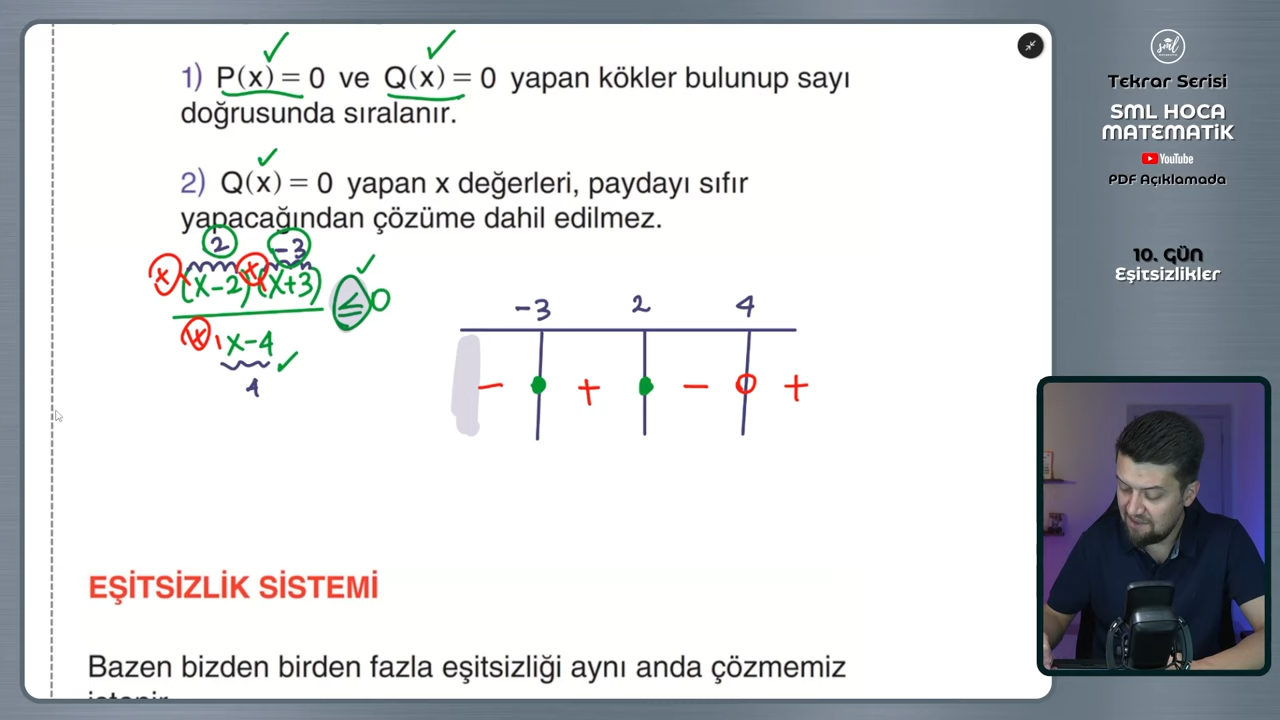 1) P(x) = 0 ve Q(x) = 0 yapan kökler bulunup sayı
doğrusunda sıralanır.
2) Q(x) = 0 yapan x değerleri, paydayı sıfır
yapacağından çözüme dahil edilmez.
2 -3
+ (x-2) + (x+3)
≤ 0
+ x-4
4
-3 2 4
- + - +
EŞİTSİZLİK SİSTEMİ
Bazen bizden birden fazla eşitsizliği aynı anda çözmemiz
istenir.
sml
Tekrar Serisi
SML HOCA
MATEMATİK
YouTube
PDF Açıklamada
10. GÜN
Eşitsizlikler